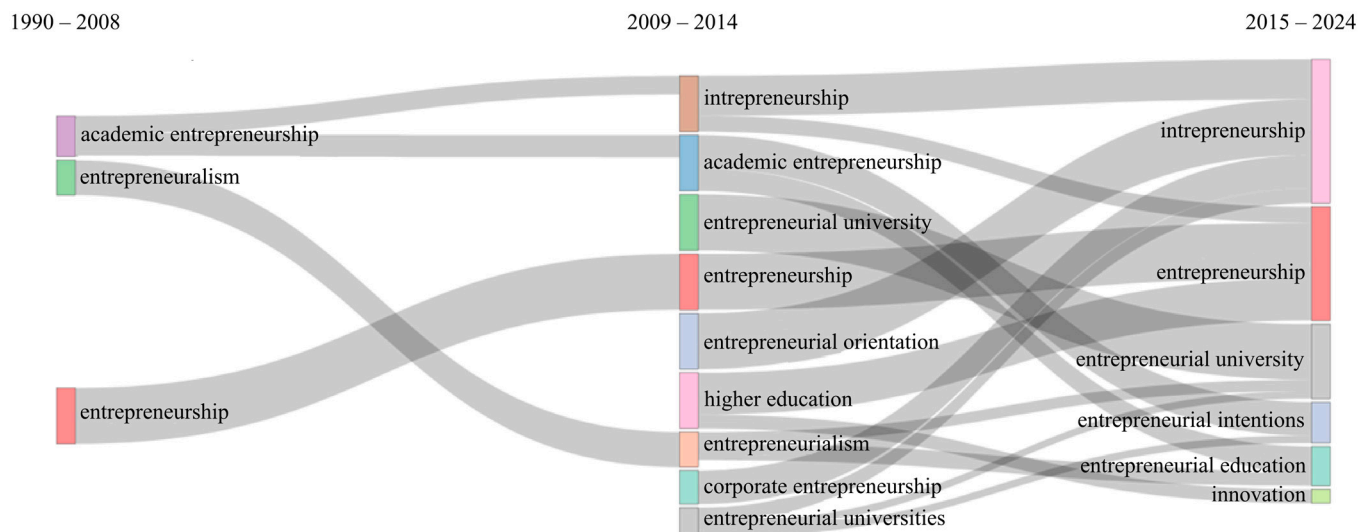 1990 – 2008
2009 – 2014
2015 – 2024
academic entrepreneurship
entrepreneuralism
entrepreneurship
intrepreneurship
academic entrepreneurship
entrepreneurial university
entrepreneurship
entrepreneurial orientation
higher education
entrepreneurialism
corporate entrepreneurship
entrepreneurial universities
intrepreneurship
entrepreneurship
entrepreneurial university
entrepreneurial intentions
entrepreneurial education
innovation